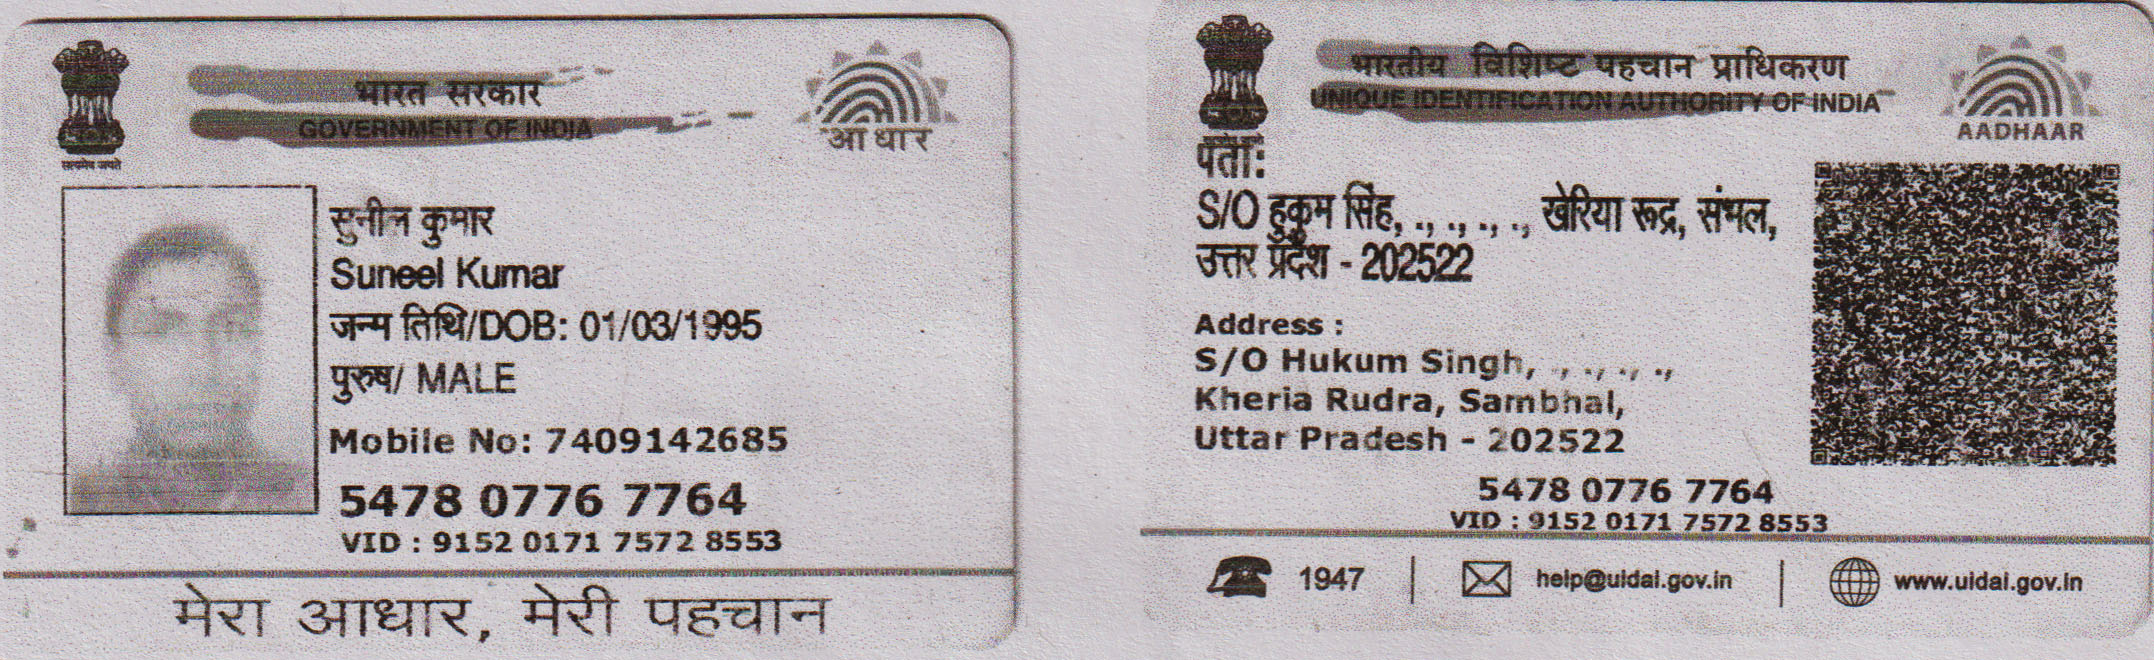 भारत सरकार
GOVERNMENT OF INDIA
आधार
सुनील कुमार
Suneel Kumar
जन्म तिथि/DOB: 01/03/1995
पुरुष/ MALE
Mobile No: 7409142685
5478 0776 7764
VID : 9152 0171 7572 8553
मेरा आधार, मेरी पहचान
भारतीय विशिष्ट पहचान प्राधिकरण
UNIQUE IDENTIFICATION AUTHORITY OF INDIA
AADHAAR
पता:
S/O हुकुम सिंह, ., ., ., ., खेरिया रूद्र, संभल,
उत्तर प्रदेश - 202522
Address :
S/O Hukum Singh, ., ., ., .,
Kheria Rudra, Sambhal,
Uttar Pradesh - 202522
5478 0776 7764
VID : 9152 0171 7572 8553
1947
help@uidai.gov.in
www.uidai.gov.in